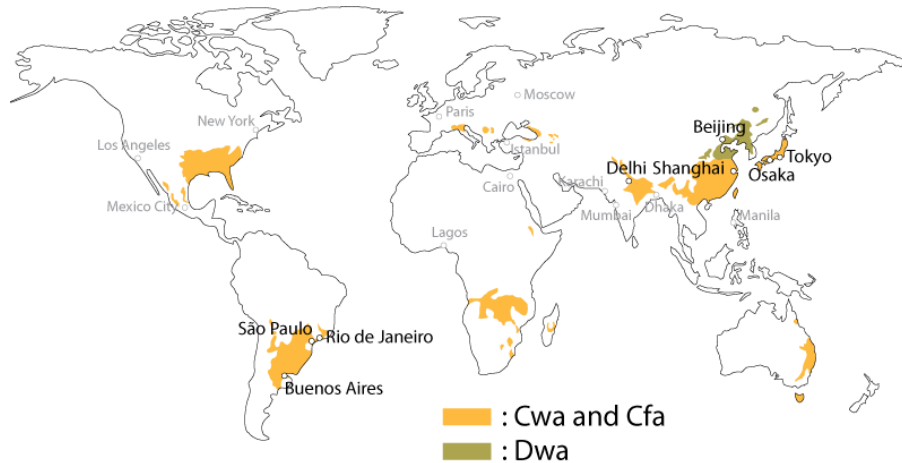 Moscow
Paris
Beijing
New York
Los Angeles
Istanbul
Tokyo
Delhi Shanghai
Osaka
Cairo
Karachi
Mexico City
Mumbai
Dhaka
Manila
Lagos
São Paulo
Rio de Janeiro
Buenos Aires
: Cwa and Cfa
: Dwa